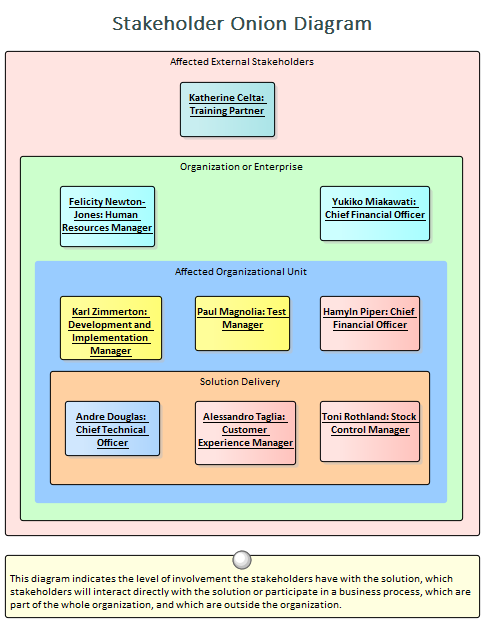 Stakeholder Onion Diagram
Affected External Stakeholders
Katherine Celta:
Training Partner
Organization or Enterprise
Felicity Newton-
Jones: Human
Resources Manager
Yukiko Miakawati:
Chief Financial Officer
Affected Organizational Unit
Karl Zimmerton:
Development and
Implementation
Manager
Paul Magnolia: Test
Manager
Hamyln Piper: Chief
Financial Officer
Solution Delivery
Andre Douglas:
Chief Technical
Officer
Alessandro Taglia:
Customer
Experience Manager
Toni Rothland: Stock
Control Manager
This diagram indicates the level of involvement the stakeholders have with the solution, which
stakeholders will interact directly with the solution or participate in a business process, which are
part of the whole organization, and which are outside the organization.